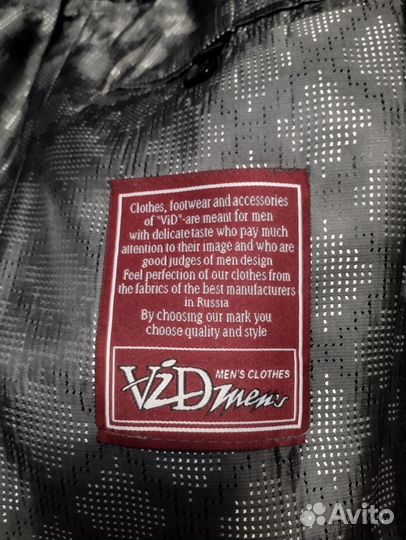 Clothes, footwear and accessories
of "ViD"-are meant for men
with delicate taste who pay much
attention to their image and who are
good judges of men design
Feel perfection of our clothes from
the fabrics of the best manufacturers
in Russia
By choosing our mark you
choose quality and style
MEN'S CLOTHES
ViD men's
Avito